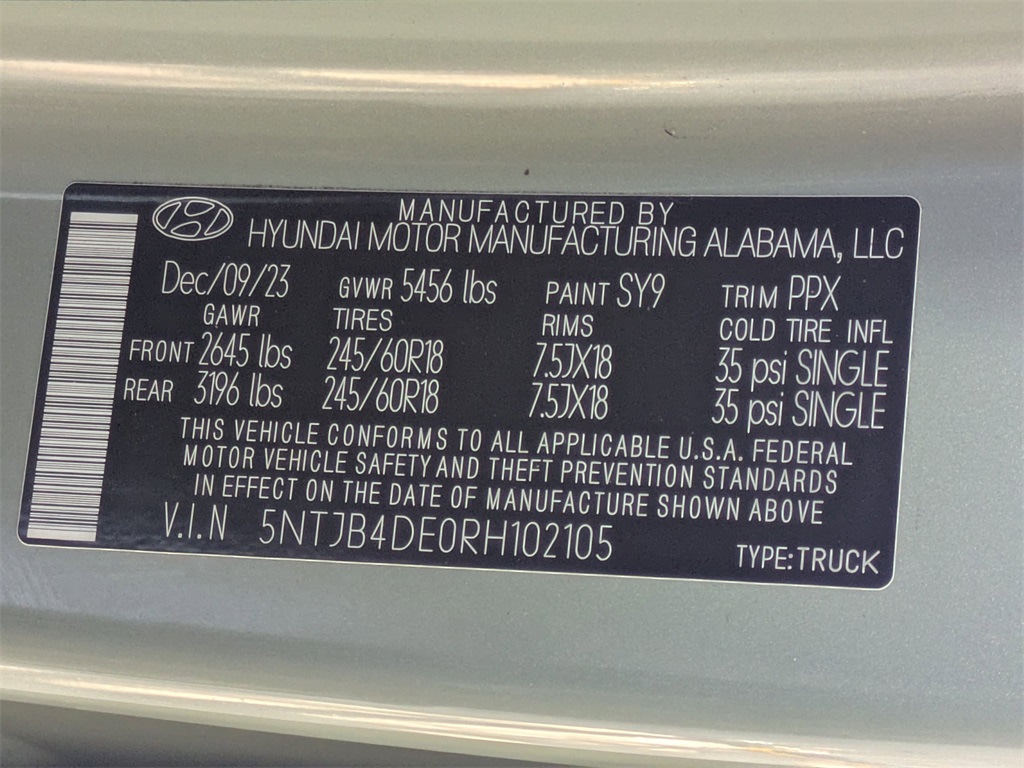 MANUFACTURED BY
HYUNDAI MOTOR MANUFACTURING ALABAMA, LLC
Dec/09/23 GVWR 5456 lbs PAINT SY9 TRIM PPX
GAWR TIRES RIMS COLD TIRE INFL
FRONT 2645 lbs 245/60R18 7.5JX18 35 psi SINGLE
REAR 3196 lbs 245/60R18 7.5JX18 35 psi SINGLE
THIS VEHICLE CONFORMS TO ALL APPLICABLE U.S.A. FEDERAL
MOTOR VEHICLE SAFETY AND THEFT PREVENTION STANDARDS
IN EFFECT ON THE DATE OF MANUFACTURE SHOWN ABOVE
V.I.N 5NTJB4DE0RH102105 TYPE:TRUCK